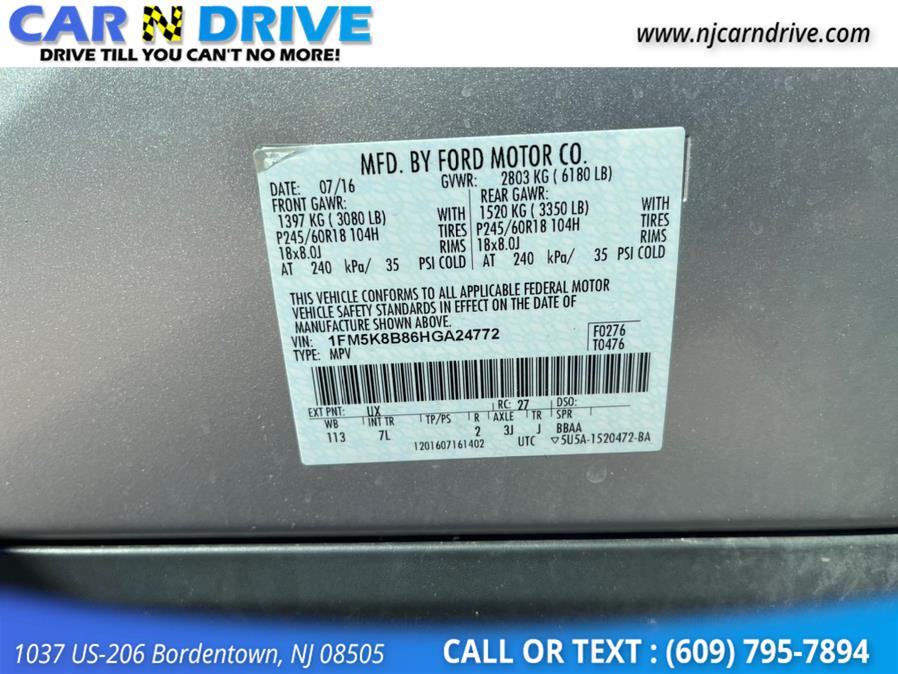 CAR N DRIVE
DRIVE TILL YOU CAN'T NO MORE!
www.njcarndrive.com
MFD. BY FORD MOTOR CO.
DATE: 07/16 GVWR: 2803 KG ( 6180 LB)
FRONT GAWR: REAR GAWR:
1397 KG ( 3080 LB) WITH 1520 KG ( 3350 LB) WITH
P245/60R18 104H TIRES P245/60R18 104H TIRES
18x8.0J RIMS 18x8.0J RIMS
AT 240 kPa/ 35 PSI COLD AT 240 kPa/ 35 PSI COLD
THIS VEHICLE CONFORMS TO ALL APPLICABLE FEDERAL MOTOR
VEHICLE SAFETY STANDARDS IN EFFECT ON THE DATE OF
MANUFACTURE SHOWN ABOVE.
VIN: 1FM5K8B86HGA24772 F0276
TYPE: MPV T0476
EXT PNT: UX RC: 27 DSO:
WB INT TR TP/PS R AXLE TR SPR
113 7L 2 3J J BBAA
1201607161402 UTC ▽5U5A-1520472-BA
1037 US-206 Bordentown, NJ 08505
CALL OR TEXT : (609) 795-7894